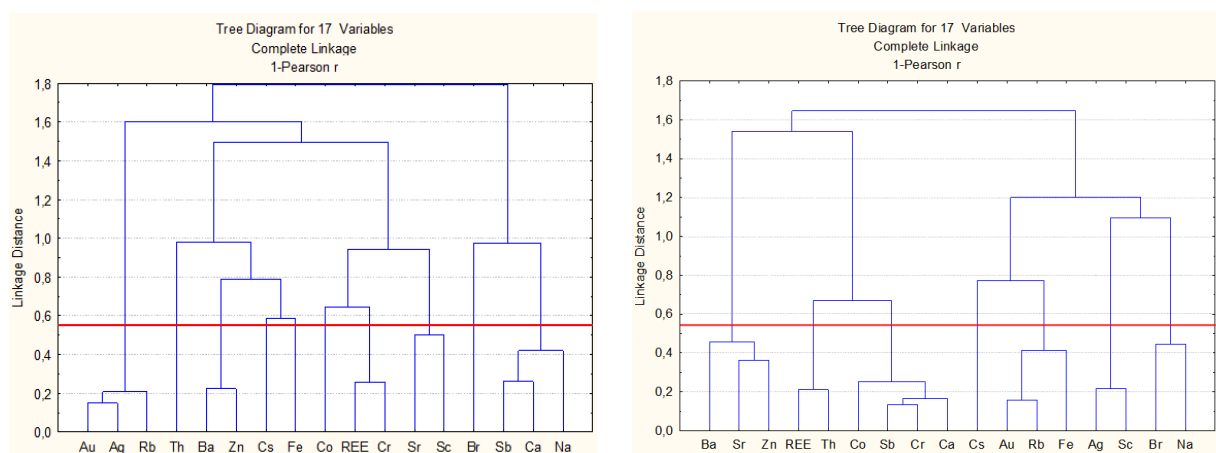 Tree Diagram for 17 Variables
Complete Linkage
1-Pearson r
1,8
1,6
1,4
1,2
1,0
0,8
0,6
0,4
0,2
0,0
Linkage Distance
Au Ag Rb Th Ba Zn Cs Fe Co REE Cr Sr Sc Br Sb Ca Na
Tree Diagram for 17 Variables
Complete Linkage
1-Pearson r
1,8
1,6
1,4
1,2
1,0
0,8
0,6
0,4
0,2
0,0
Linkage Distance
Ba Sr Zn REE Th Co Sb Cr Ca Cs Au Rb Fe Ag Sc Br Na